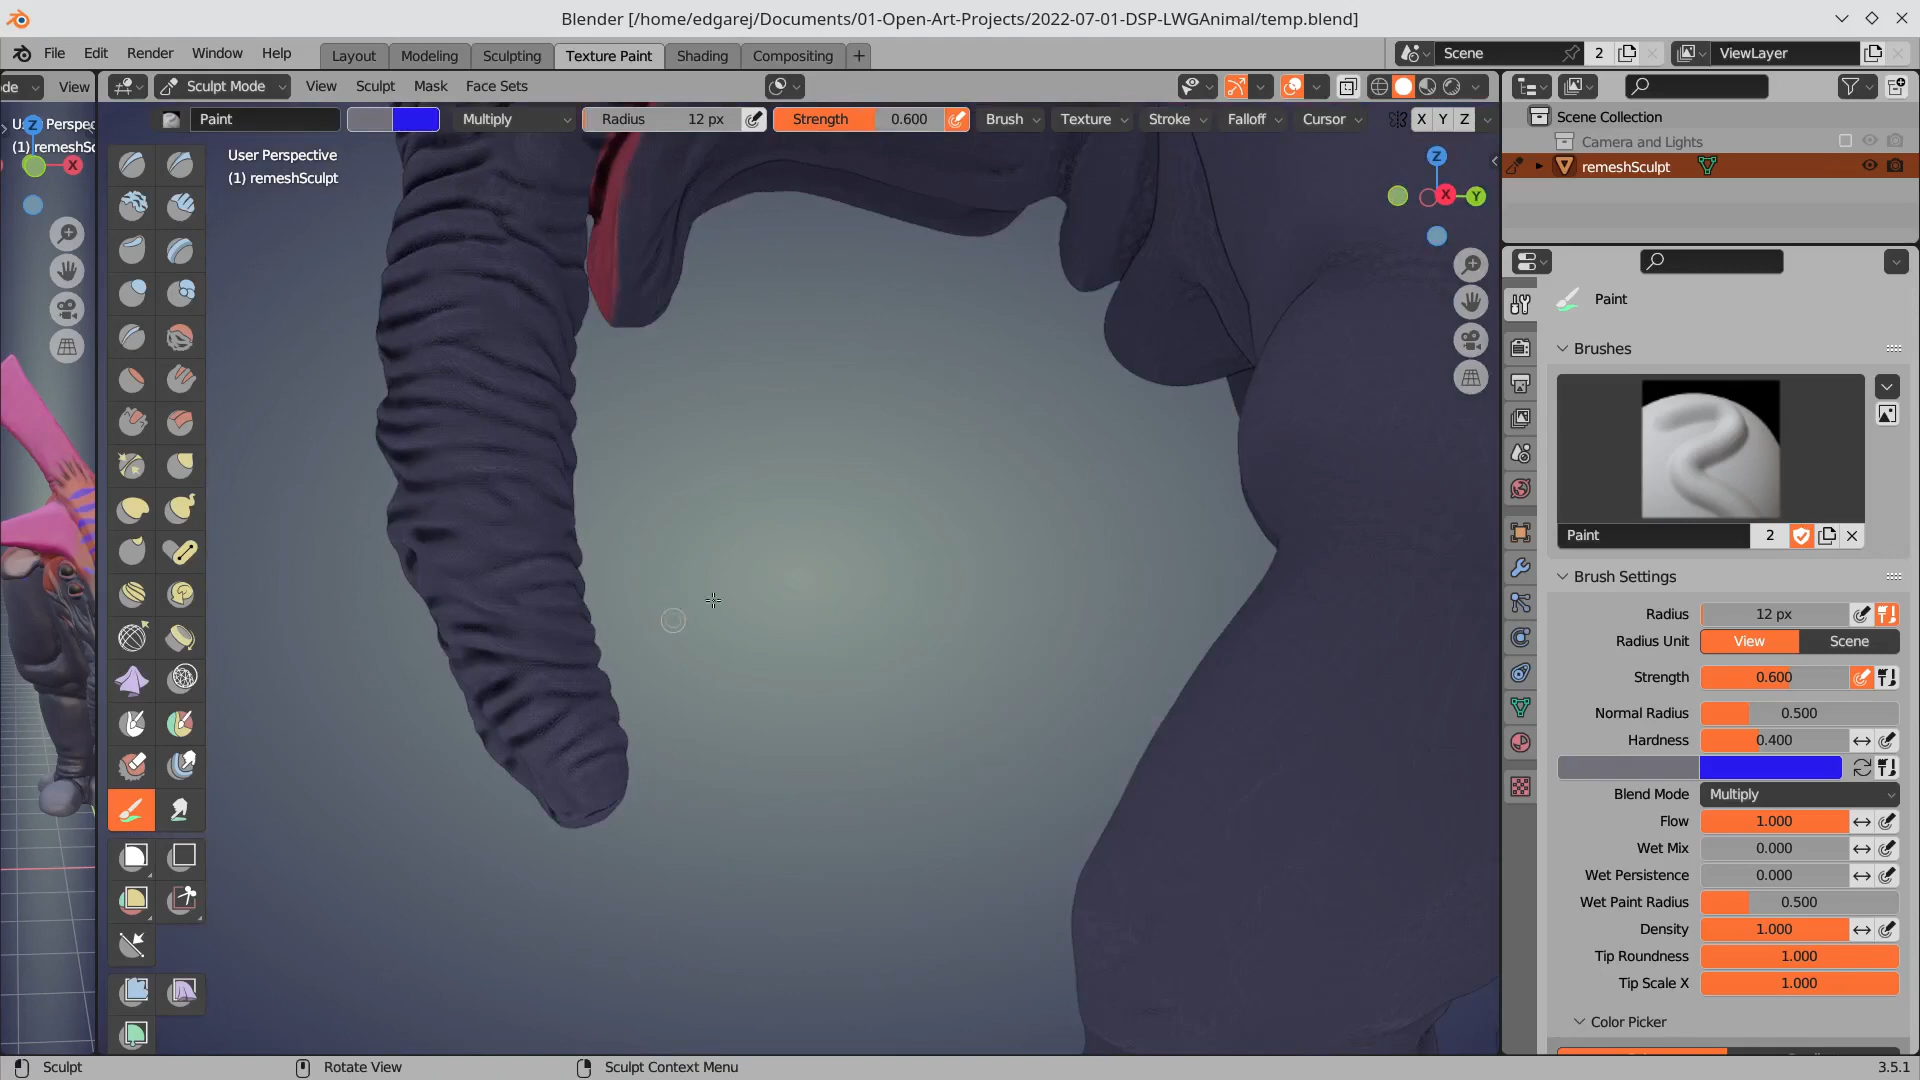 Blender [/home/edgarej/Documents/01-Open-Art-Projects/2022-07-01-DSP-LWGAnimal/temp.blend]
File Edit Render Window Help
Layout Modeling Sculpting Texture Paint Shading Compositing +
Scene 2
ViewLayer
de View
Sculpt Mode View Sculpt Mask Face Sets
Paint Multiply Radius 12 px Strength 0.600 Brush Texture Stroke Falloff Cursor X Y Z
Z
X
(1) remeshSc
User Perspective
(1) remeshSculpt
Z
X
Y
Scene Collection
Camera and Lights
remeshSculpt
Paint
Brushes
Paint 2
Brush Settings
Radius 12 px
Radius Unit View Scene
Strength 0.600
Normal Radius 0.500
Hardness 0.400
Blend Mode Multiply
Flow 1.000
Wet Mix 0.000
Wet Persistence 0.000
Wet Paint Radius 0.500
Density 1.000
Tip Roundness 1.000
Tip Scale X 1.000
Color Picker
Sculpt Rotate View Sculpt Context Menu 3.5.1